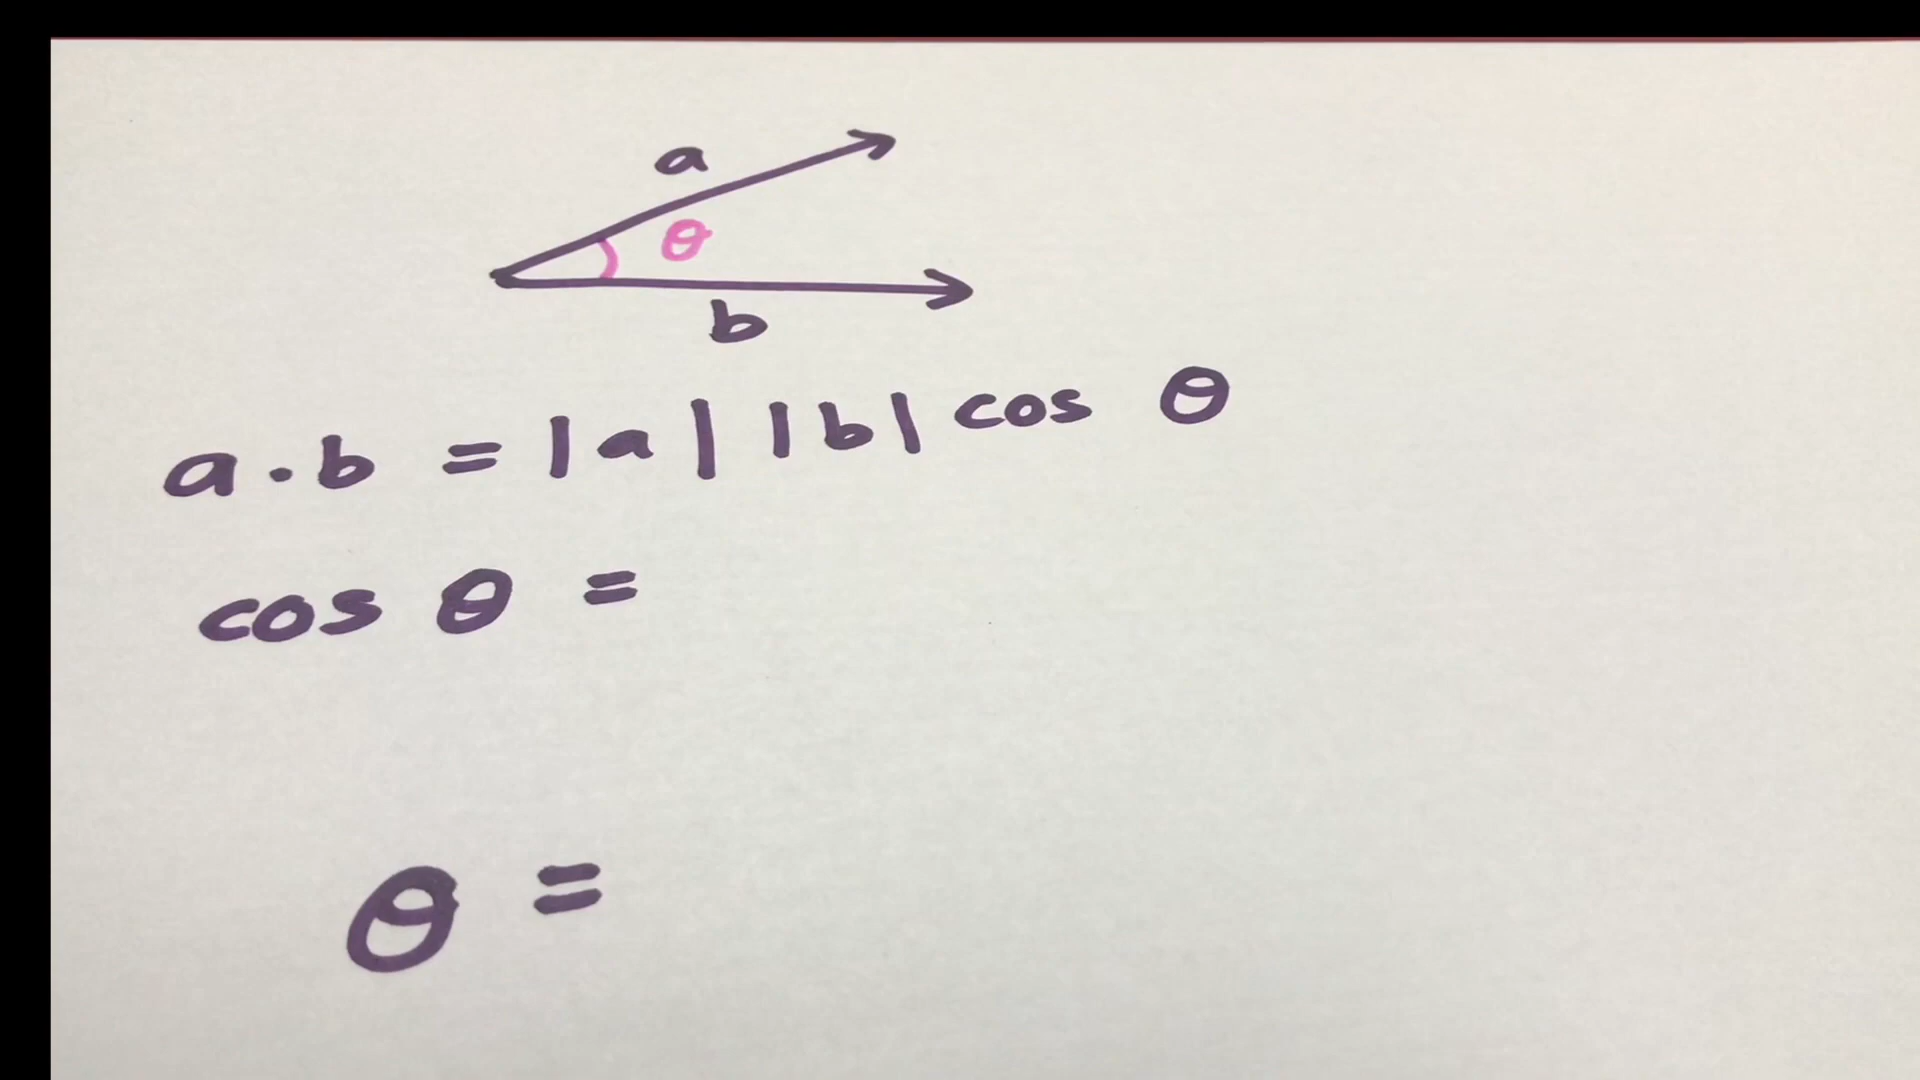 a
θ
b
a · b = |a| |b| cos θ
cos θ =
θ =